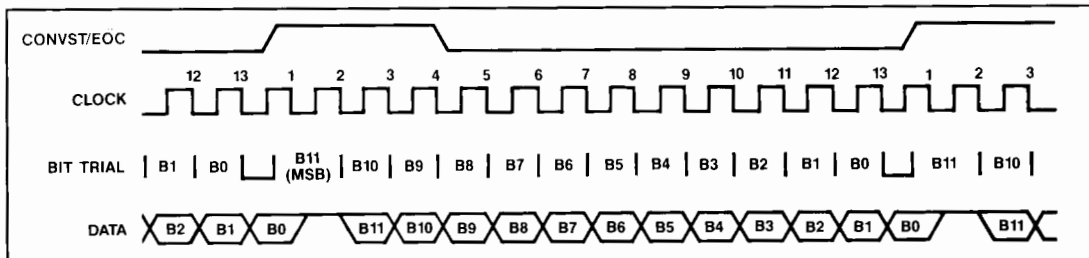 CONVST/EOC
12 13 1 2 3 4 5 6 7 8 9 10 11 12 13 1 2 3
CLOCK
BIT TRIAL B1 B0 B11 B10 B9 B8 B7 B6 B5 B4 B3 B2 B1 B0 B11 B10
(MSB)
DATA B2 B1 B0 B11 B10 B9 B8 B7 B6 B5 B4 B3 B2 B1 B0 B11